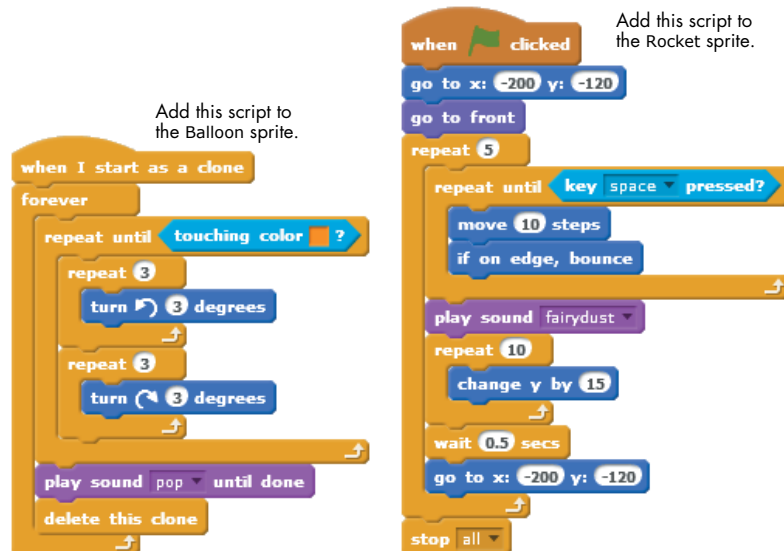 Add this script to
the Balloon sprite.
when I start as a clone
forever
repeat until touching color ?
repeat 3
turn 3 degrees
repeat 3
turn 3 degrees
play sound pop until done
delete this clone
Add this script to
the Rocket sprite.
when clicked
go to x: -200 y: -120
go to front
repeat 5
repeat until key space pressed?
move 10 steps
if on edge, bounce
play sound fairydust
repeat 10
change y by 15
wait 0.5 secs
go to x: -200 y: -120
stop all